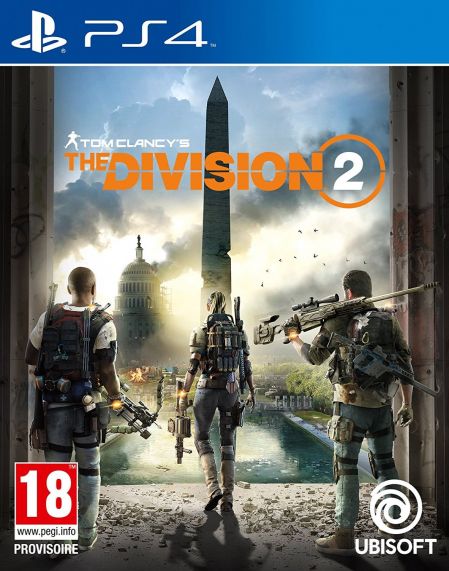 PS4
TOM CLANCY'S
THE DIVISION 2
18
www.pegi.info
PROVISOIRE
UBISOFT